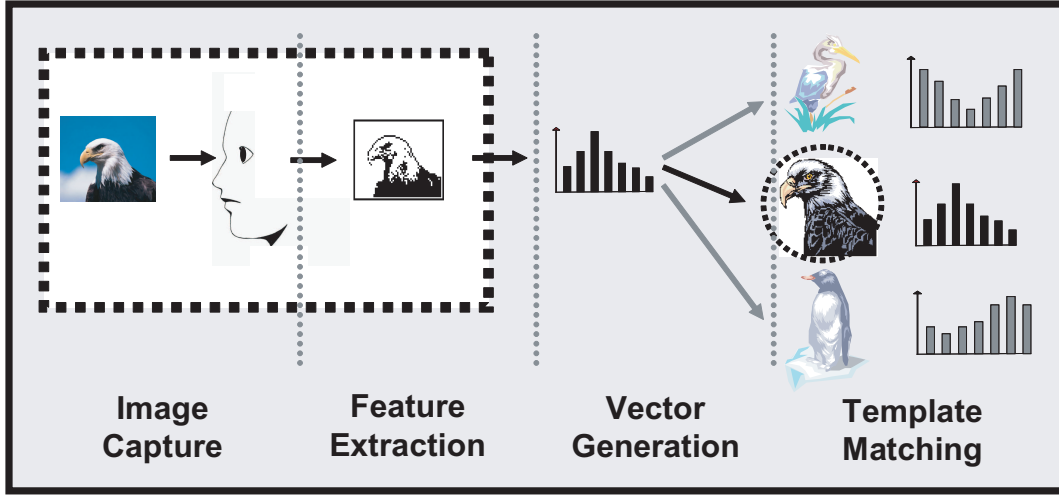 Image
Capture
Feature
Extraction
Vector
Generation
Template
Matching